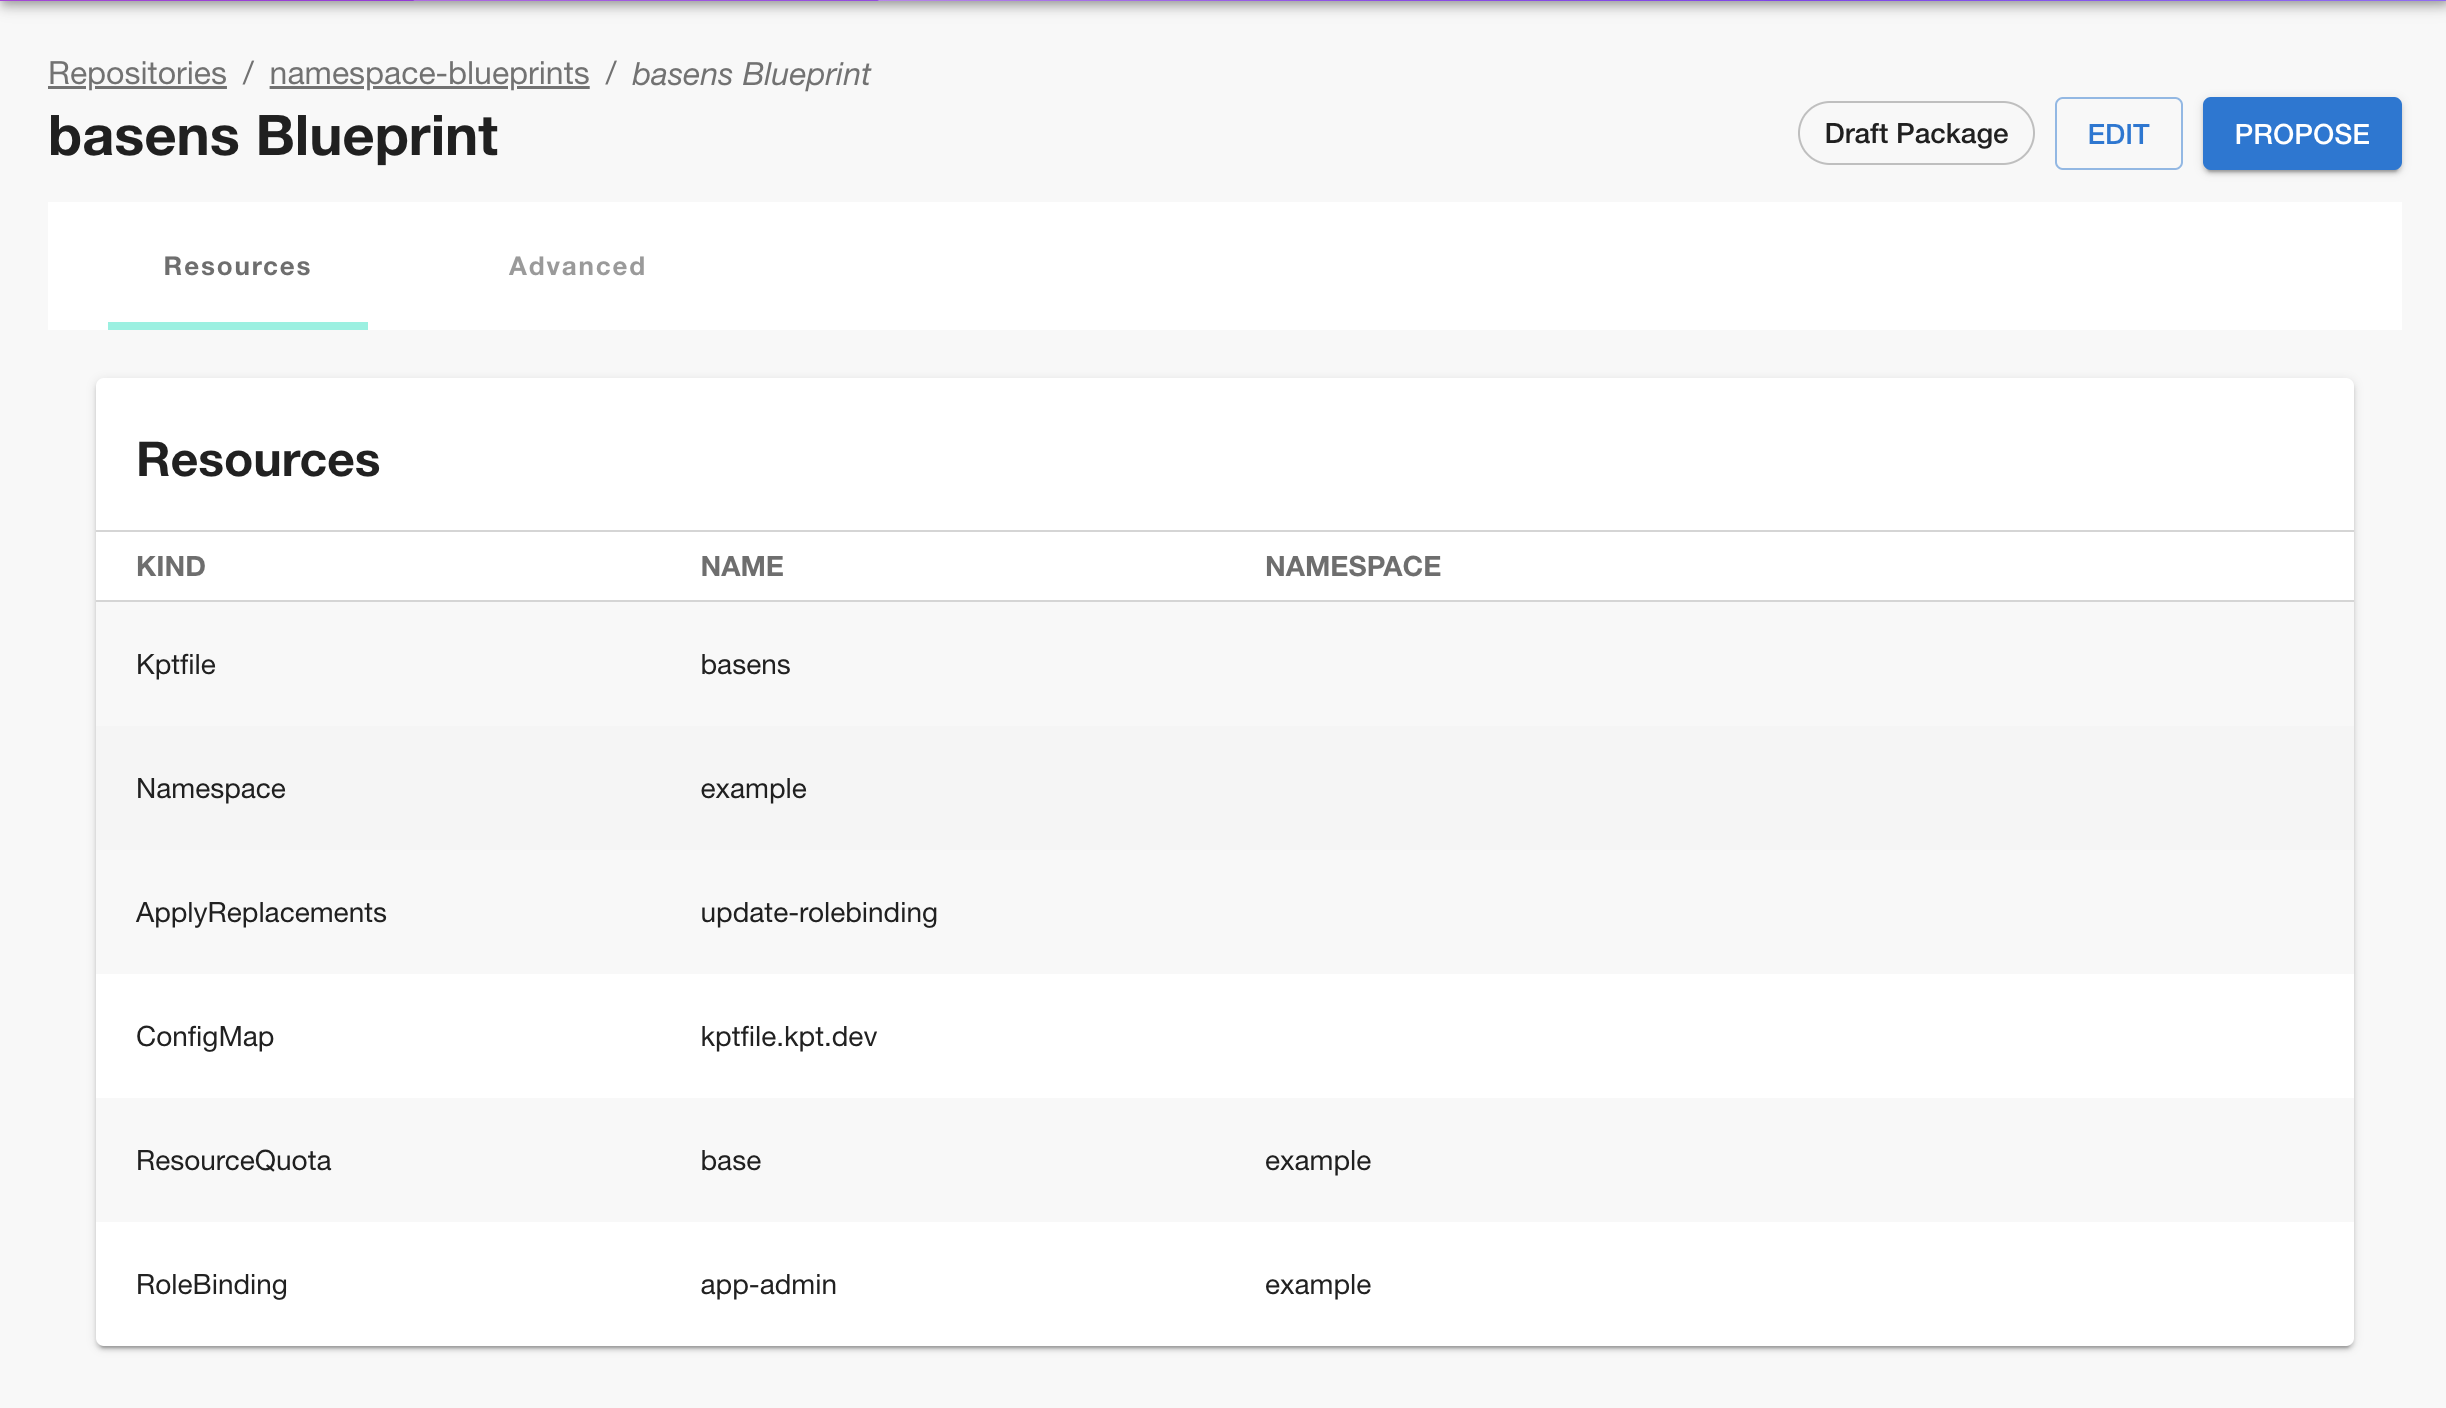 Repositories / namespace-blueprints / basens Blueprint
basens Blueprint
Draft Package EDIT PROPOSE
Resources Advanced
Resources
KIND NAME NAMESPACE
Kptfile basens
Namespace example
ApplyReplacements update-rolebinding
ConfigMap kptfile.kpt.dev
ResourceQuota base example
RoleBinding app-admin example